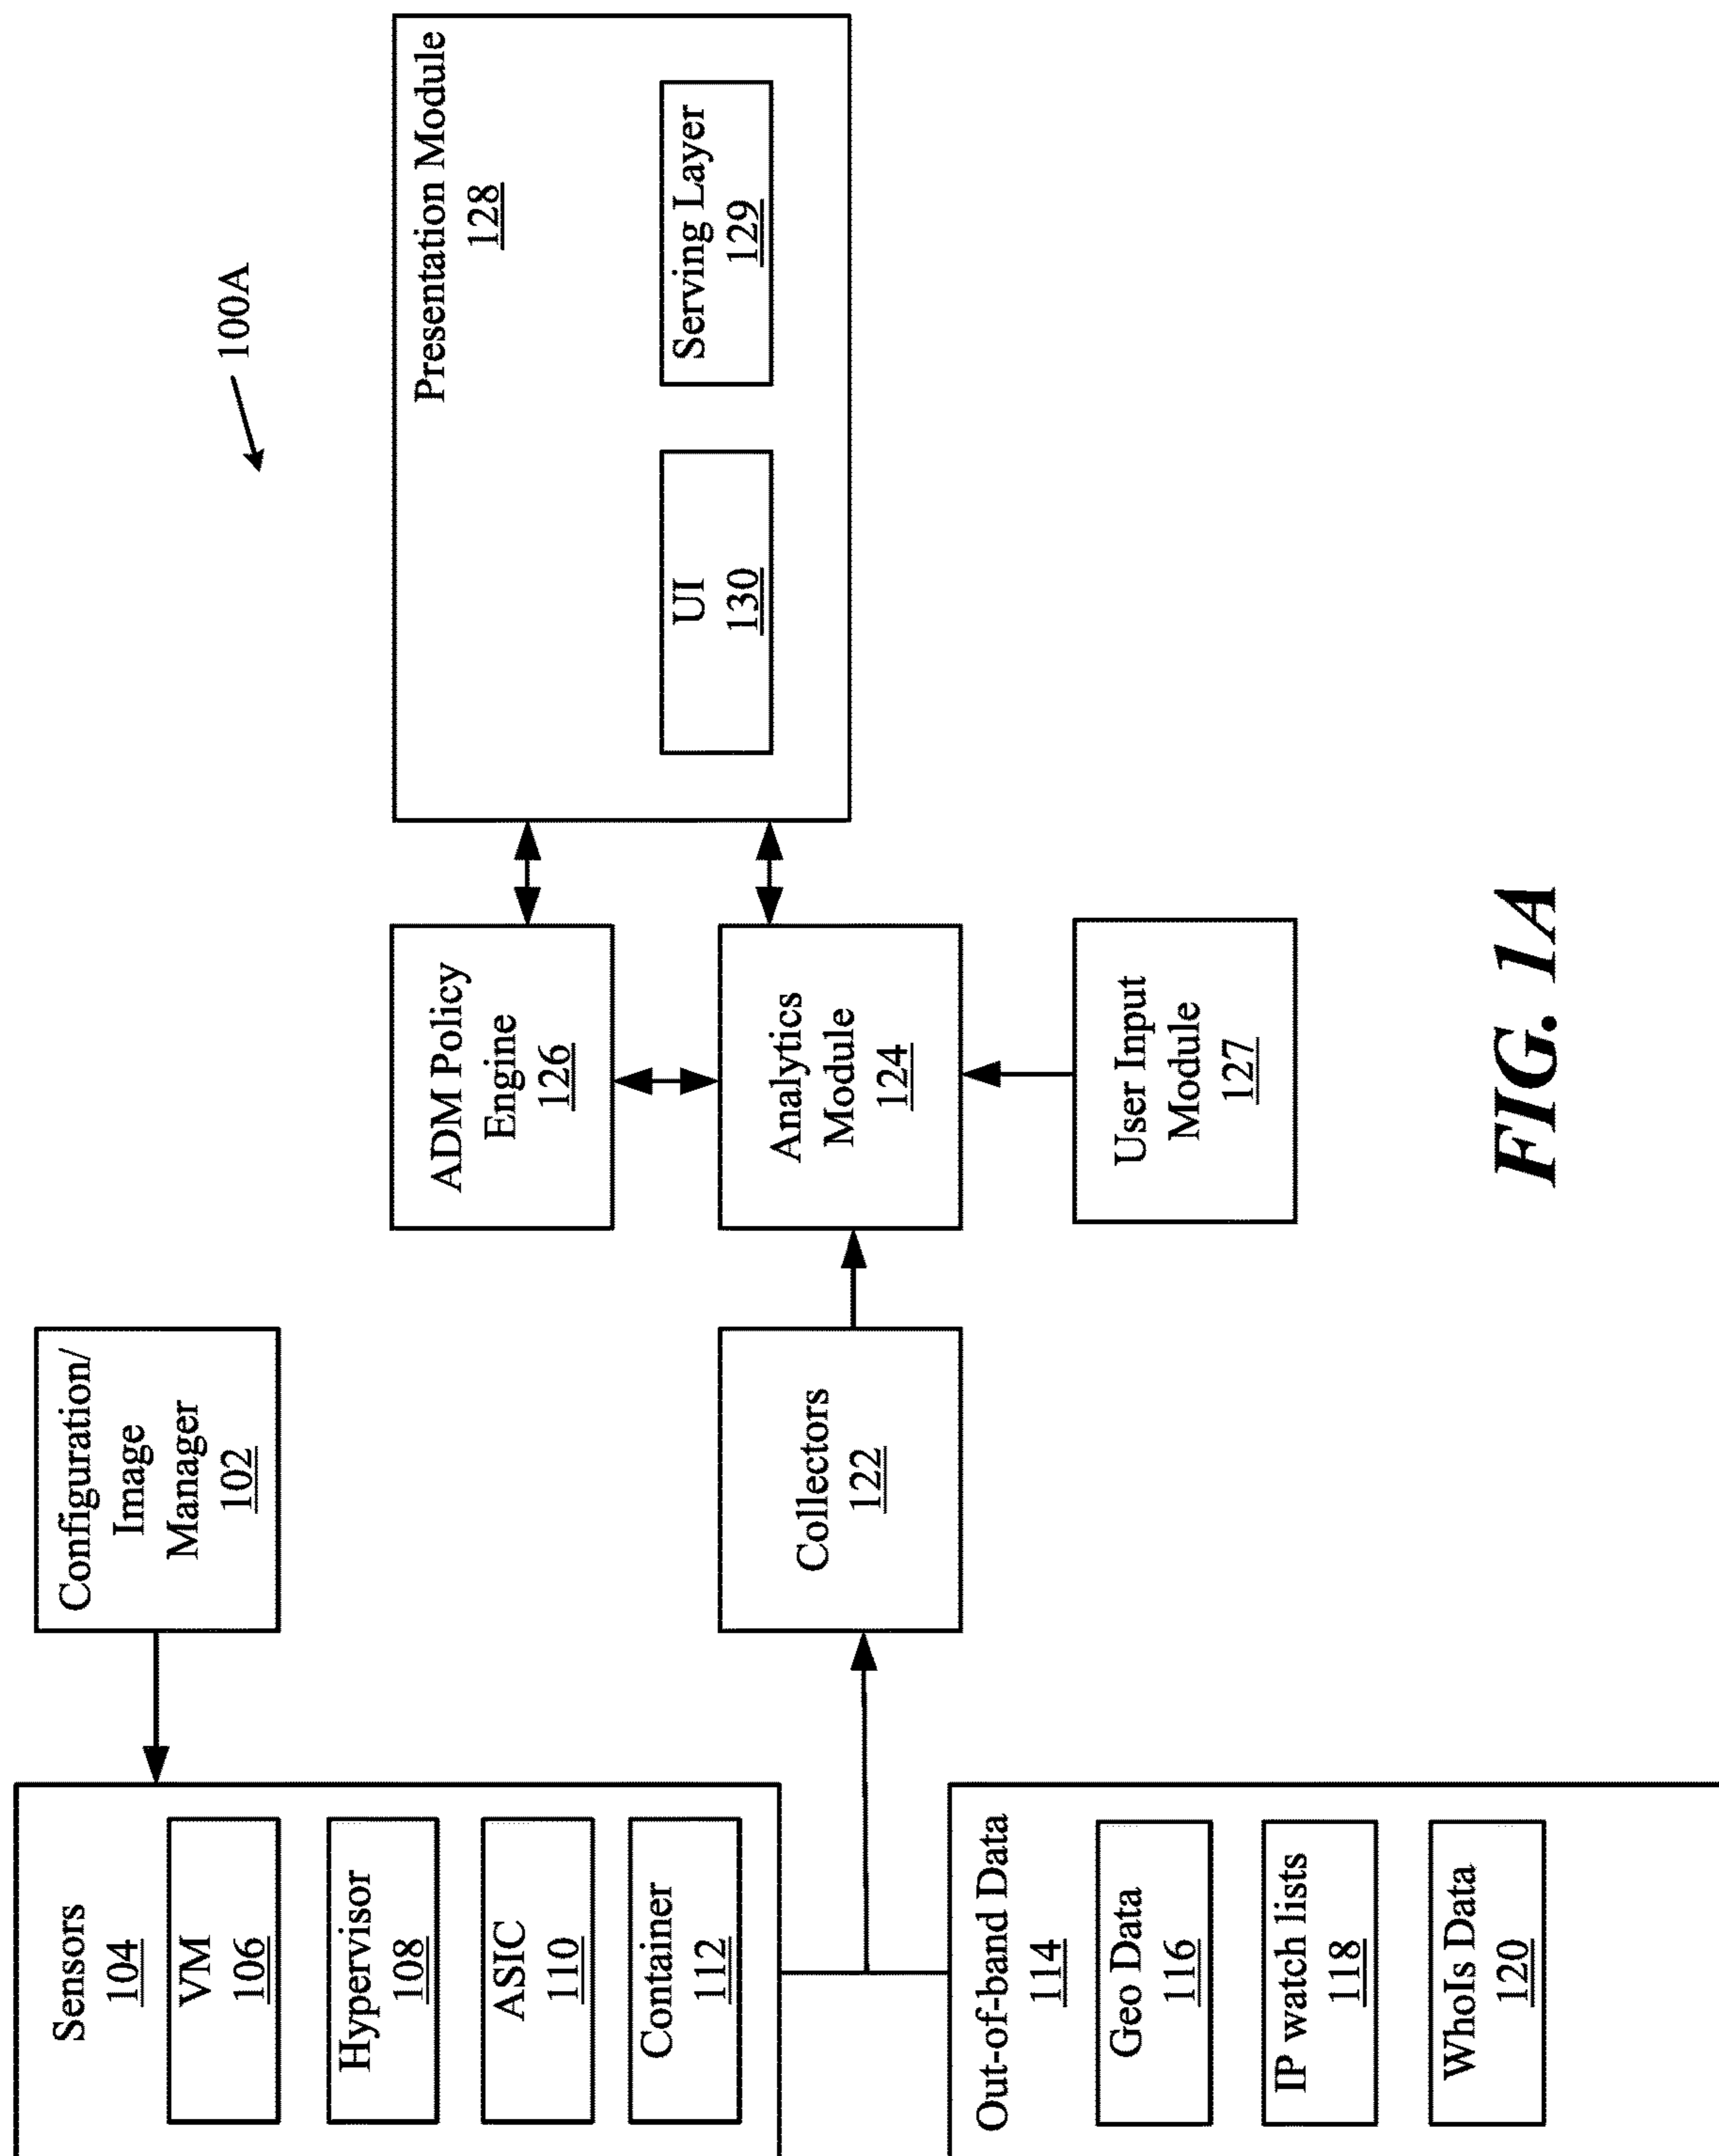 100A
Configuration/
Image
Manager
102
Sensors
104
VM
106
Hypervisor
108
ASIC
110
Container
112
Out-of-band Data
114
Geo Data
116
IP watch lists
118
WhoIs Data
120
Collectors
122
ADM Policy
Engine
126
Analytics
Module
124
User Input
Module
127
Presentation Module
128
UI
130
Serving Layer
129
FIG. 1A